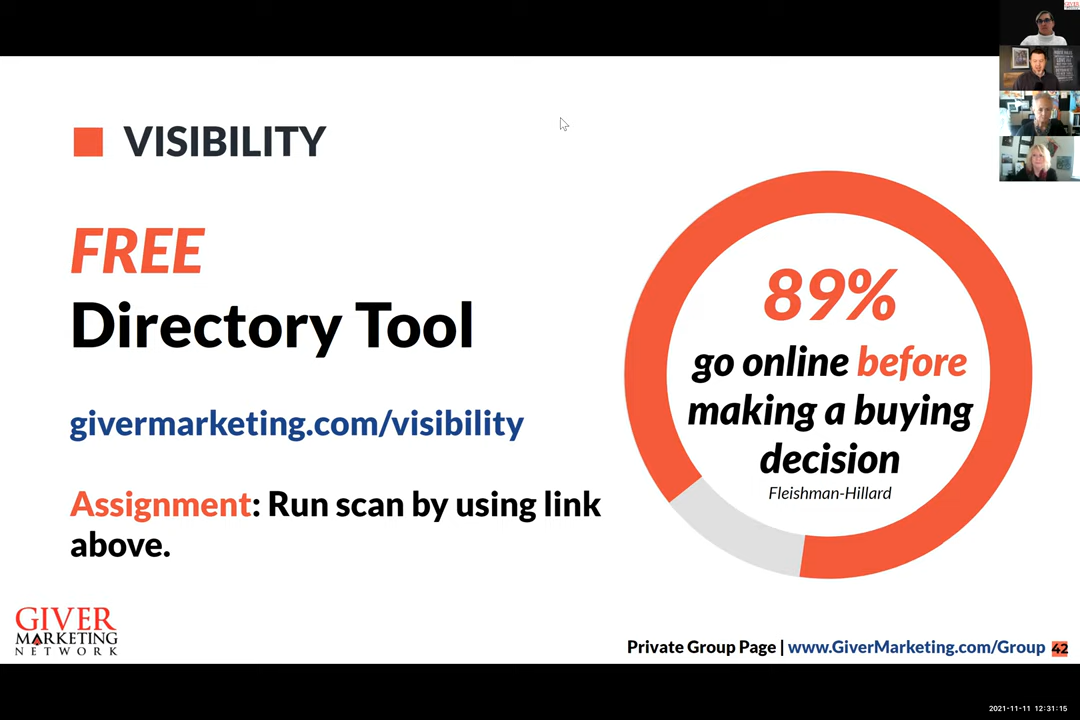 VISIBILITY
FREE
Directory Tool
givermarketing.com/visibility
Assignment: Run scan by using link
above.
89%
go online before
making a buying
decision
Fleishman-Hillard
GIVER
MARKETING
NETWORK
Private Group Page | www.GiverMarketing.com/Group 42
GIVER
2021-11-11 12:31:15